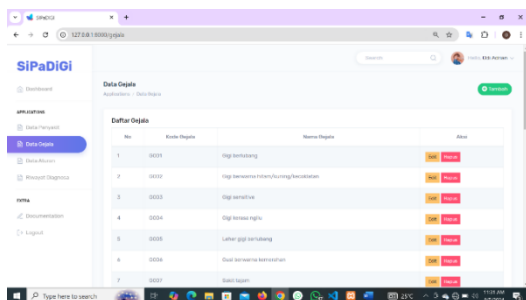 SiPaDiGi
127.0.0.1:8000/gejala
SiPaDiGi
Search
Dashboard
Data Gejala
Tambah
APPLICATIONS
Data Penyakit
Data Gejala
Daftar Gejala
No Kode Gejala Nama Gejala Aksi
Riwayat Diagnosa
1 G001 Gigi berlubang Edit Hapus
2 G002 Gigi berwarna hitam/kuning/kecoklatan Edit Hapus
EXTRA
3 G003 Gigi sensitive Edit Hapus
Documentation
4 G004 Gigi terasa ngilu Edit Hapus
Logout
5 G005 Leher gigi berlubang Edit Hapus
6 G006 Gusi berwarna kemerahan Edit Hapus
7 G007 Edit Hapus
Type here to search
25°C